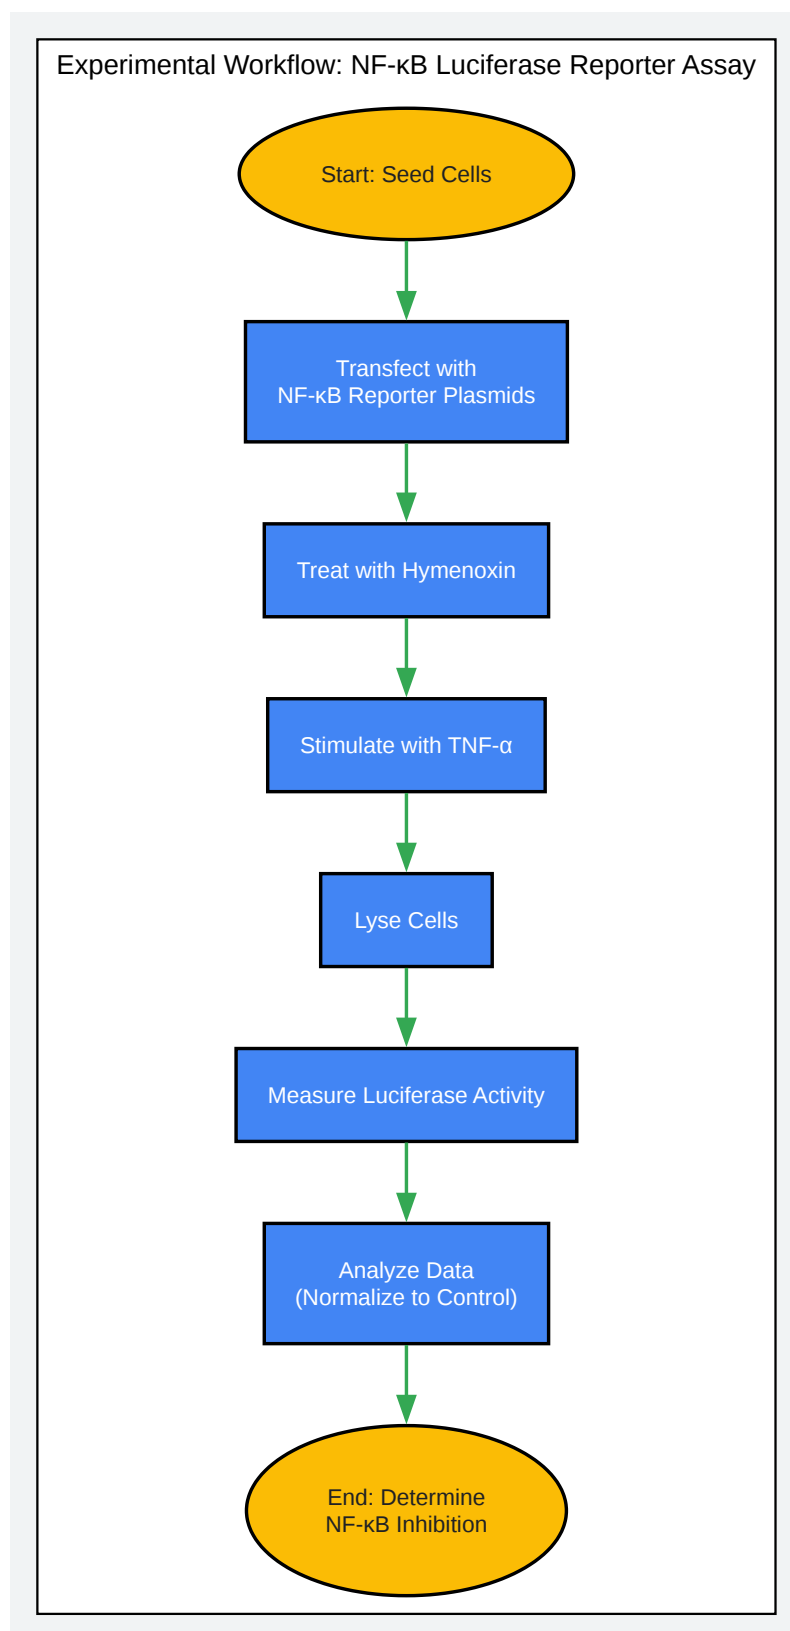 Experimental Workflow: NF-κB Luciferase Reporter Assay
Start: Seed Cells
Transfect with
NF-κB Reporter Plasmids
Treat with Hymenoxin
Stimulate with TNF-α
Lyse Cells
Measure Luciferase Activity
Analyze Data
(Normalize to Control)
End: Determine
NF-κB Inhibition